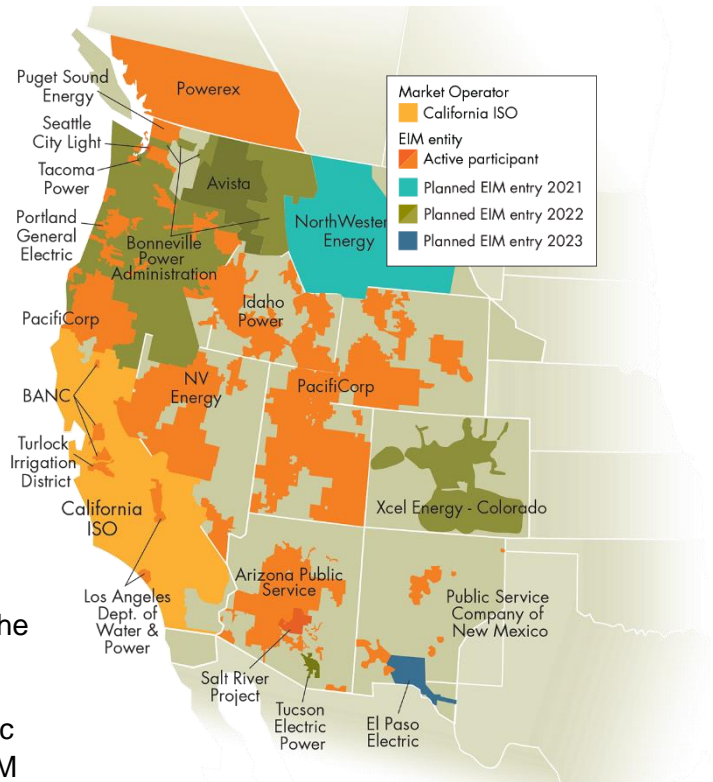 Puget Sound
Energy
Powerex
Market Operator
California ISO
EIM entity
Active participant
Planned EIM entry 2021
Planned EIM entry 2022
Planned EIM entry 2023
Seattle
City Light
Tacoma
Power
Avista
NorthWestern
Energy
Portland
General
Electric
Bonneville
Power
Administration
PacifiCorp
Idaho
Power
BANC
NV
Energy
PacifiCorp
Turlock
Irrigation
District
California
ISO
Xcel Energy - Colorado
Los Angeles
Dept. of
Water &
Power
Arizona Public
Service
Public Service
Company of
New Mexico
Salt River
Project
Tucson
Electric
Power
El Paso
Electric
he
ic
M